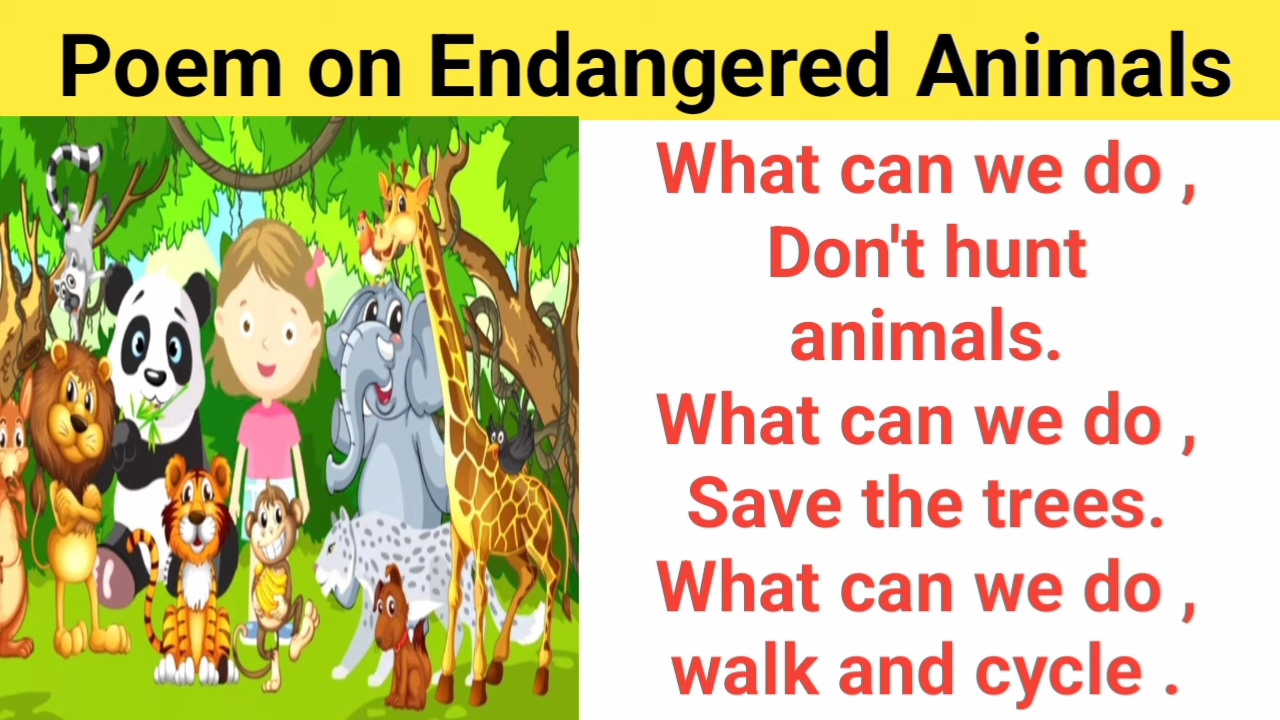 Poem on Endangered Animals
What can we do ,
Don't hunt
animals.
What can we do ,
Save the trees.
What can we do ,
walk and cycle .